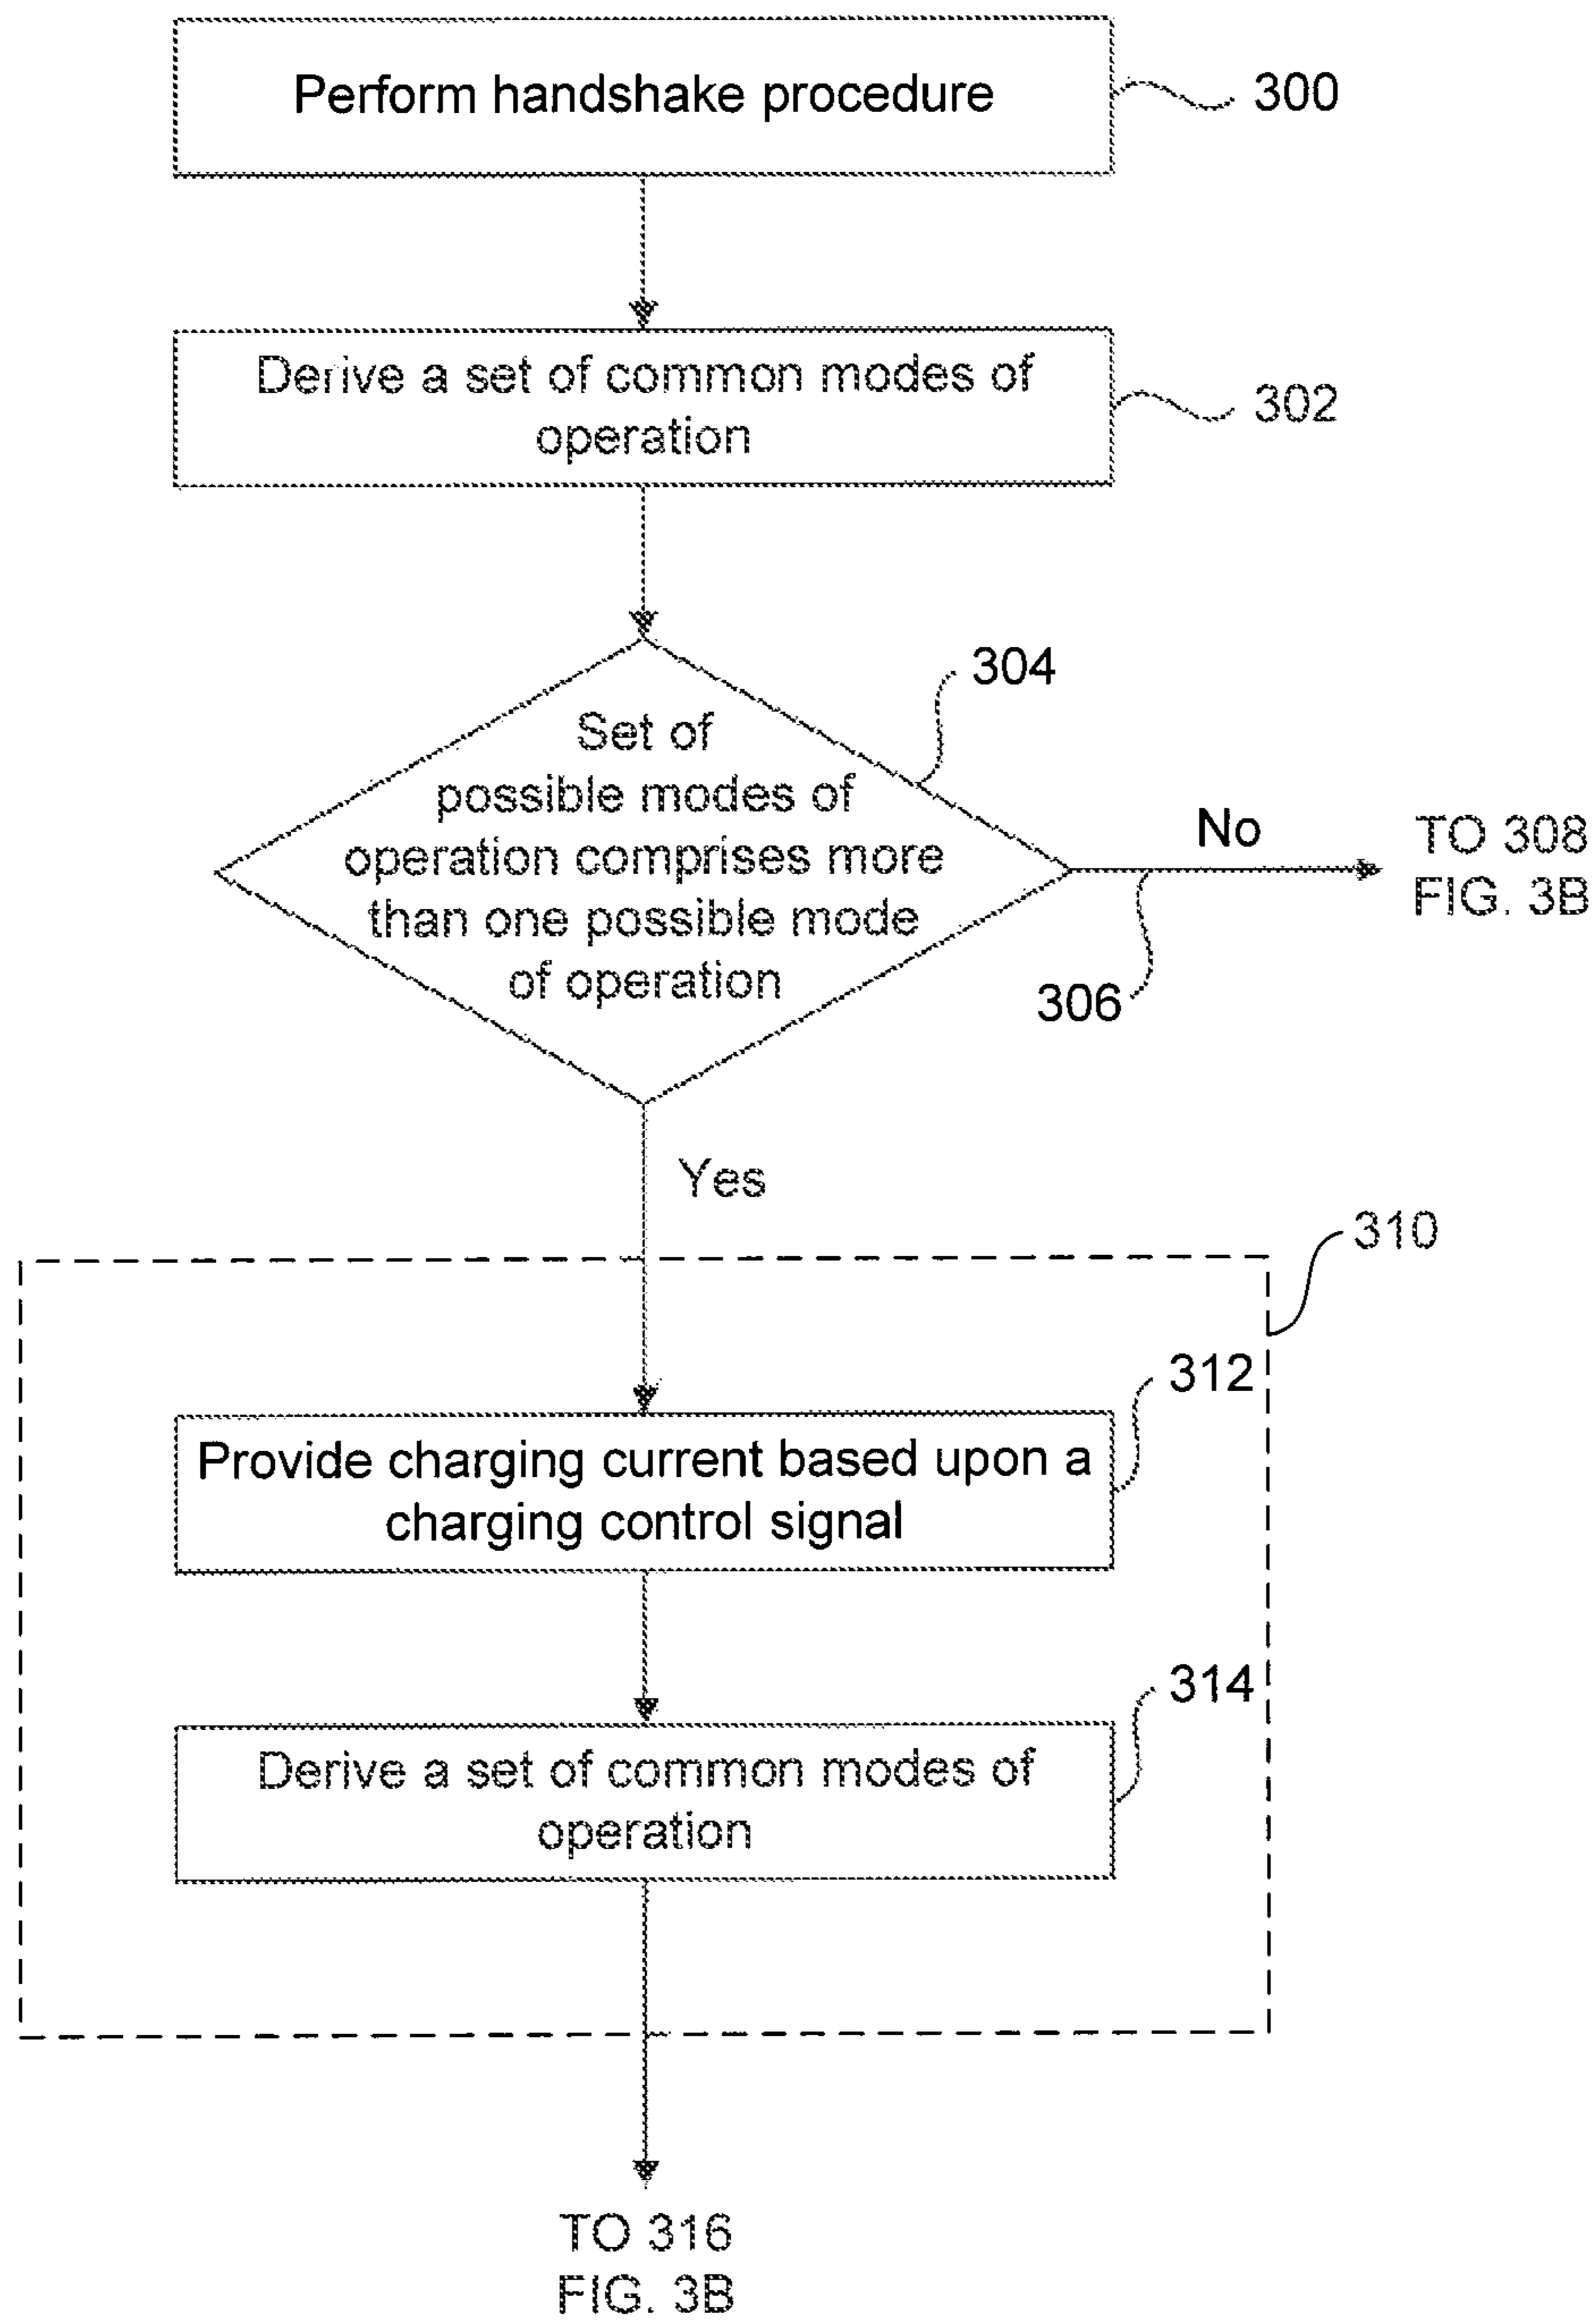 Perform handshake procedure
300
Derive a set of common modes of
operation
302
304
Set of
possible modes of
operation comprises more
than one possible mode
of operation
No
TO 308
FIG. 3B
306
Yes
310
312
Provide charging current based upon a
charging control signal
314
Derive a set of common modes of
operation
TO 316
FIG. 3B